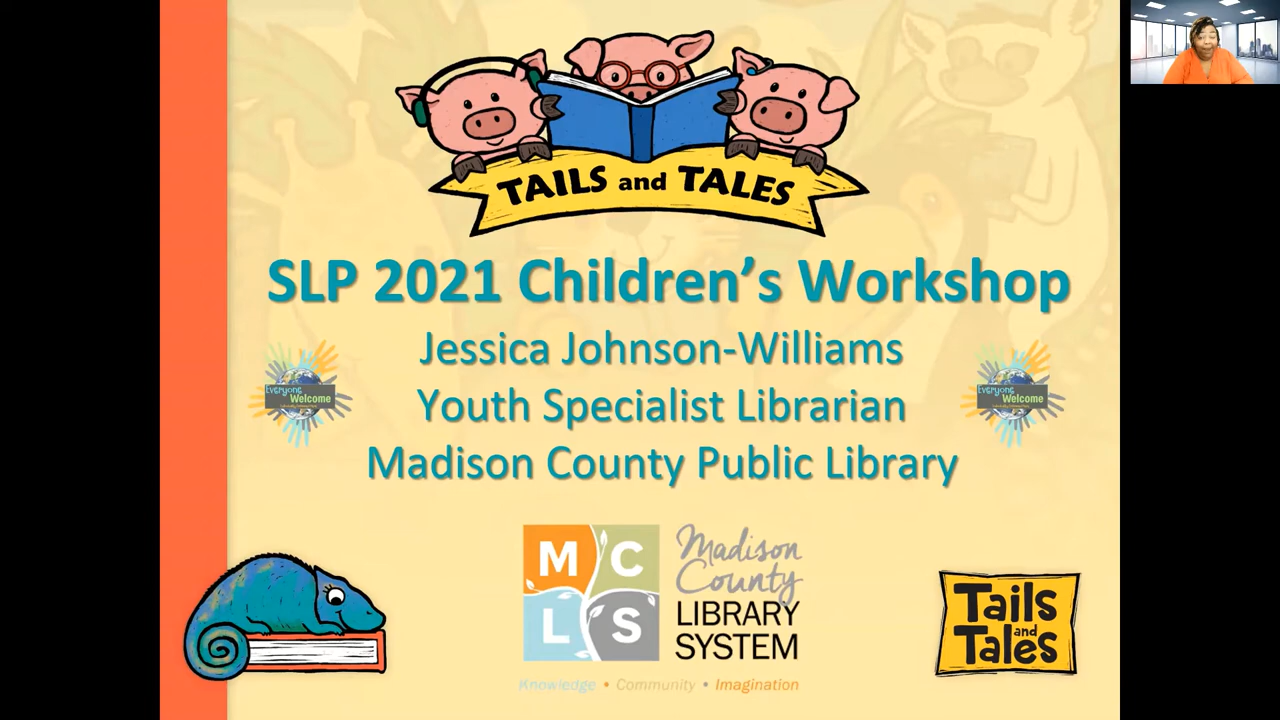 TAILS and TALES
SLP 2021 Children's Workshop
Jessica Johnson-Williams
Youth Specialist Librarian
Madison County Public Library
Everyone
Welcome
Everyone
Welcome
M C
L S
Madison
County
LIBRARY
SYSTEM
Knowledge • Community • Imagination
Tails
and
Tales